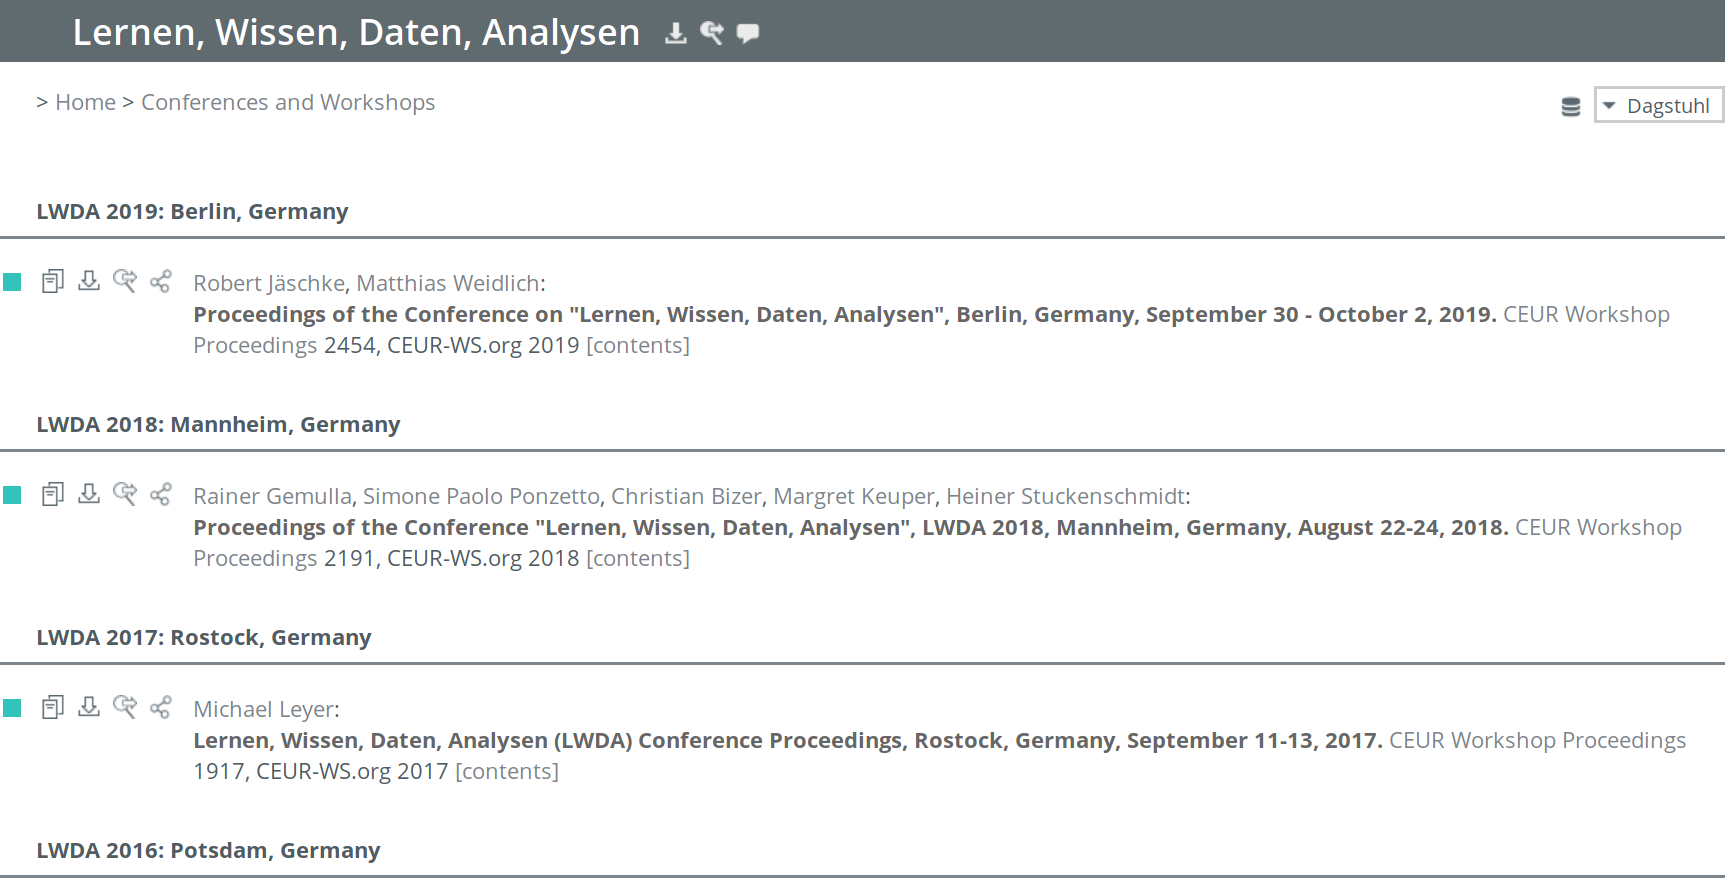 Lernen, Wissen, Daten, Analysen
> Home > Conferences and Workshops
Dagstuhl
LWDA 2019: Berlin, Germany
Robert Jäschke, Matthias Weidlich:
Proceedings of the Conference on "Lernen, Wissen, Daten, Analysen", Berlin, Germany, September 30 - October 2, 2019. CEUR Workshop
Proceedings 2454, CEUR-WS.org 2019 [contents]
LWDA 2018: Mannheim, Germany
Rainer Gemulla, Simone Paolo Ponzetto, Christian Bizer, Margret Keuper, Heiner Stuckenschmidt:
Proceedings of the Conference "Lernen, Wissen, Daten, Analysen", LWDA 2018, Mannheim, Germany, August 22-24, 2018. CEUR Workshop
Proceedings 2191, CEUR-WS.org 2018 [contents]
LWDA 2017: Rostock, Germany
Michael Leyer:
Lernen, Wissen, Daten, Analysen (LWDA) Conference Proceedings, Rostock, Germany, September 11-13, 2017. CEUR Workshop Proceedings
1917, CEUR-WS.org 2017 [contents]
LWDA 2016: Potsdam, Germany